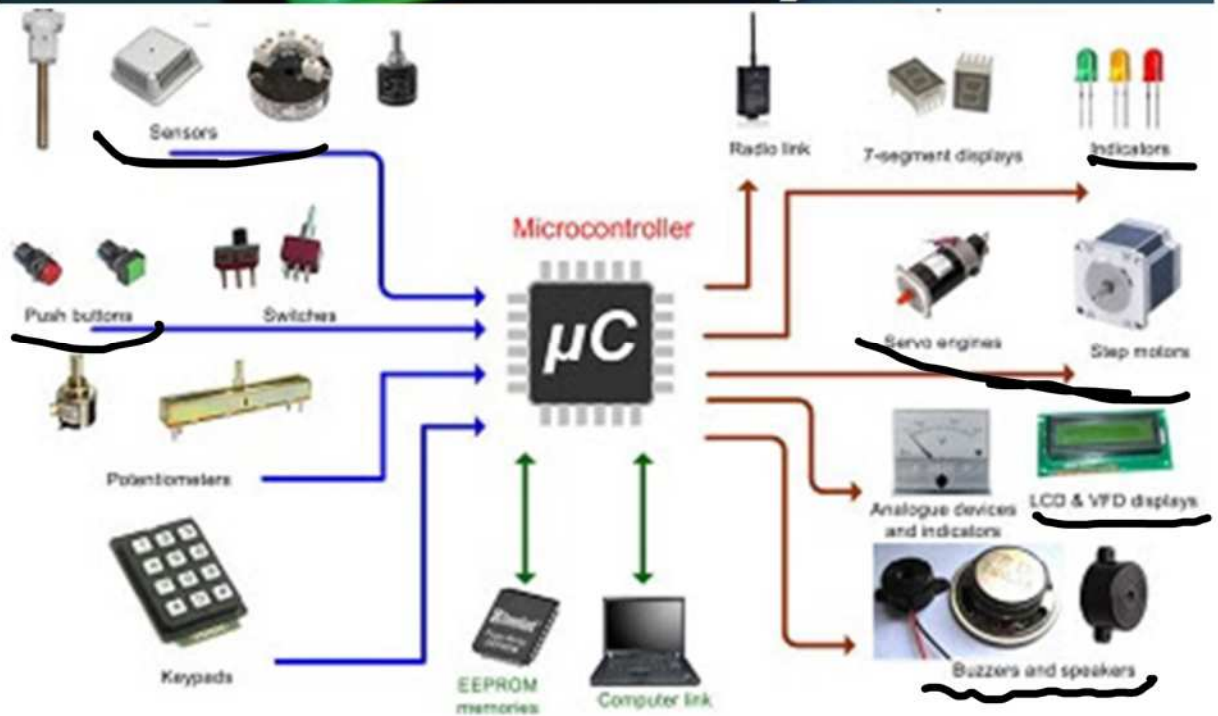 Sensors
Radio link
7-segment displays
Indicators
Microcontroller
µC
Push buttons
Switches
Servo engines
Step motors
Potentiometers
Analogue devices
and indicators
LCD & VFD displays
Keypads
EEPROM
memories
Computer link
Buzzers and speakers